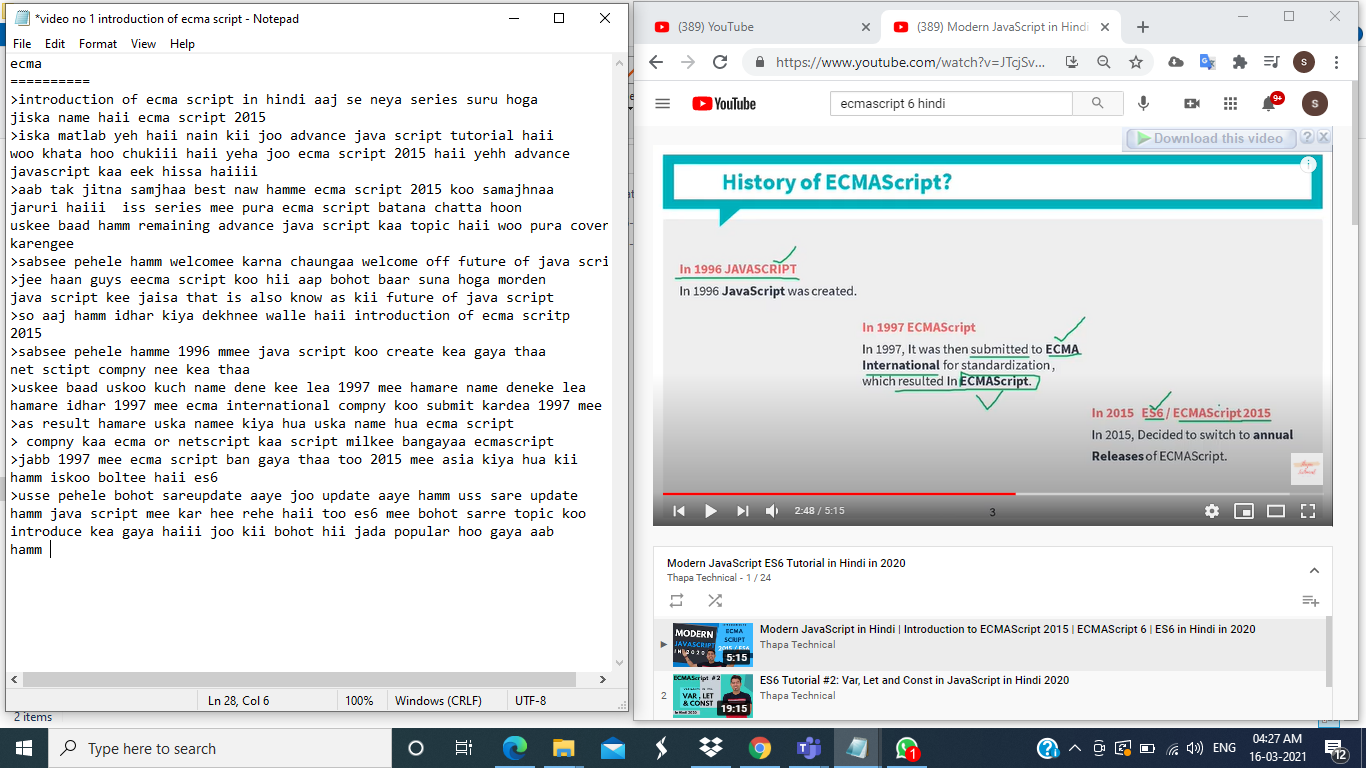 *video no 1 introduction of ecma script - Notepad
File Edit Format View Help
ecma
==========
>introduction of ecma script in hindi aaj se neya series suru hoga
jiska name haii ecma script 2015
>iska matlab yeh haii nain kii joo advance java script tutorial haii
woo khata hoo chukiii haii yeha joo ecma script 2015 haii yehh advance
javascript kaa eek hissa haiiii
>aab tak jitna samjhaa best naw hamme ecma script 2015 koo samajhnaa
jaruri haiii  iss series mee pura ecma script batana chatta hoon
uskee baad hamm remaining advance java script kaa topic haii woo pura cover
karengee
>sabsee pehele hamm welcomee karna chaungaa welcome off future of java scri
>jee haan guys eecma script koo hii aap bohot baar suna hoga morden
java script kee jaisa that is also know as kii future of java script
>so aaj hamm idhar kiya dekhnee walle haii introduction of ecma scritp
2015
>sabsee pehele hamme 1996 mmee java script koo create kea gaya thaa
net sctipt compny nee kea thaa
>uskee baad uskoo kuch name dene kee lea 1997 mee hamare name deneke lea
hamare idhar 1997 mee ecma international compny koo submit kardea 1997 mee
>as result hamare uska namee kiya hua uska name hua ecma script
> compny kaa ecma or netscript kaa script milkee bangayaa ecmascript
>jabb 1997 mee ecma script ban gaya thaa too 2015 mee asia kiya hua kii
hamm iskoo boltee haii es6
>usse pehele bohot sareupdate aaye joo update aaye hamm uss sare update
hamm java script mee kar hee rehe haii too es6 mee bohot sarre topic koo
introduce kea gaya haiii joo kii bohot hii jada popular hoo gaya aab
hamm
Ln 28, Col 6 100% Windows (CRLF) UTF-8
2 items
(389) YouTube
(389) Modern JavaScript in Hindi
https://www.youtube.com/watch?v=JTcjSv...
S
YouTube
ecmascript 6 hindi
9+
S
Download this video
History of ECMAScript?
In 1996 JAVASCRIPT
In 1996 JavaScript was created.
In 1997 ECMAScript
In 1997, It was then submitted to ECMA
International for standardization,
which resulted In ECMAScript.
In 2015 ES6 / ECMAScript 2015
In 2015, Decided to switch to annual
Releases of ECMAScript.
2:48 / 5:15
3
Modern JavaScript ES6 Tutorial in Hindi in 2020
Thapa Technical - 1 / 24
MODERN
JAVASCRIPT
IN 2020
ECMA
SCRIPT
2015 / ES6
5:15
Modern JavaScript in Hindi | Introduction to ECMAScript 2015 | ECMAScript 6 | ES6 in Hindi in 2020
Thapa Technical
2
ECMAScript #2
VAR, LET
& CONST
19:15
ES6 Tutorial #2: Var, Let and Const in JavaScript in Hindi 2020
Thapa Technical
Type here to search
1
ENG
04:27 AM
16-03-2021
12